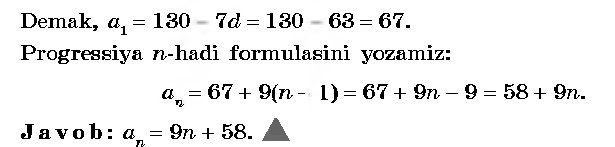 Demak, a₁ = 130 – 7d = 130 – 63 = 67.
Progressiya n-hadi formulasini yozamiz:
aₙ = 67 + 9(n – 1) = 67 + 9n – 9 = 58 + 9n.
Javob: aₙ = 9n + 58. ▲